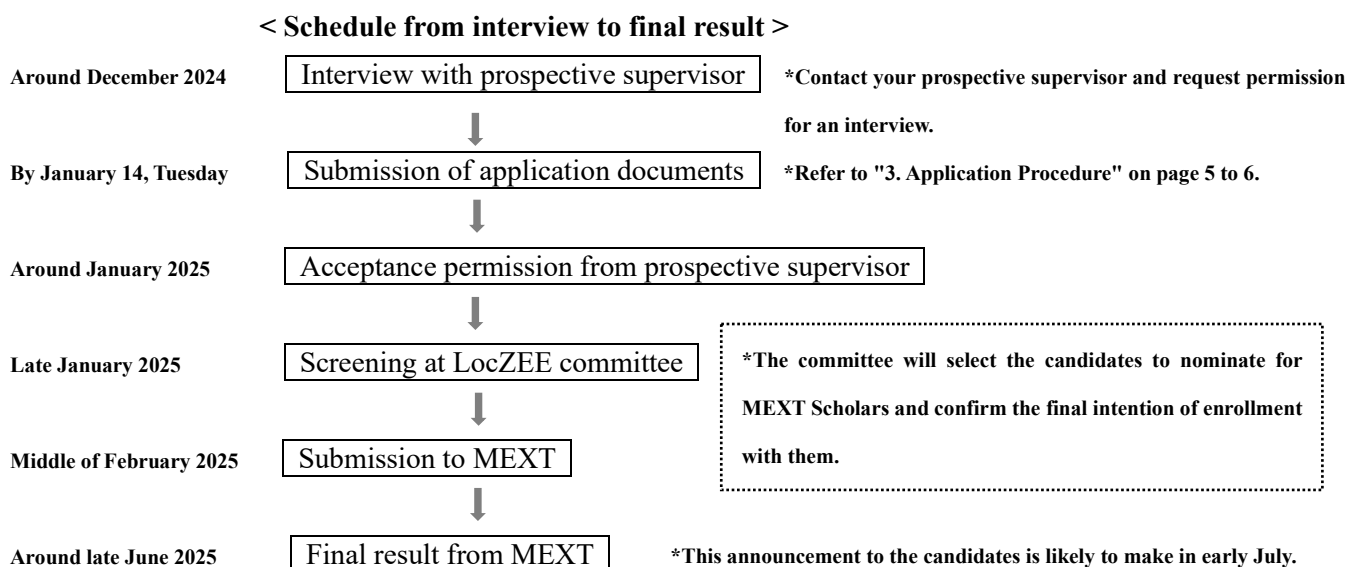 < Schedule from interview to final result >
Around December 2024
Interview with prospective supervisor
*Contact your prospective supervisor and request permission
for an interview.
By January 14, Tuesday
Submission of application documents
*Refer to "3. Application Procedure" on page 5 to 6.
Around January 2025
Acceptance permission from prospective supervisor
Late January 2025
Screening at LocZEE committee
*The committee will select the candidates to nominate for
MEXT Scholars and confirm the final intention of enrollment
with them.
Middle of February 2025
Submission to MEXT
Around late June 2025
Final result from MEXT
*This announcement to the candidates is likely to make in early July.